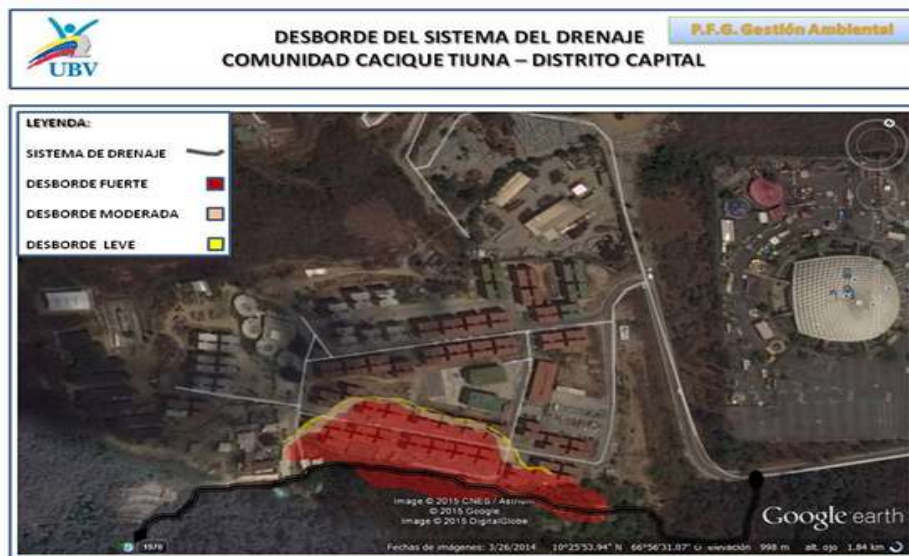 UBV
DESBORDE DEL SISTEMA DEL DRENAJE
COMUNIDAD CACIQUE TIUNA – DISTRITO CAPITAL
P.F.G. Gestión Ambiental
LEYENDA:
SISTEMA DE DRENAJE
DESBORDE FUERTE
DESBORDE MODERADA
DESBORDE LEVE
Image © 2015 CNES / Astrium
© 2015 Google
Image © 2015 DigitalGlobe
Google earth
1970
Fechas de imágenes: 3/26/2014 10°25'53.94" N 66°56'31.07" O elevación 998 m alt. ojo 1.84 km